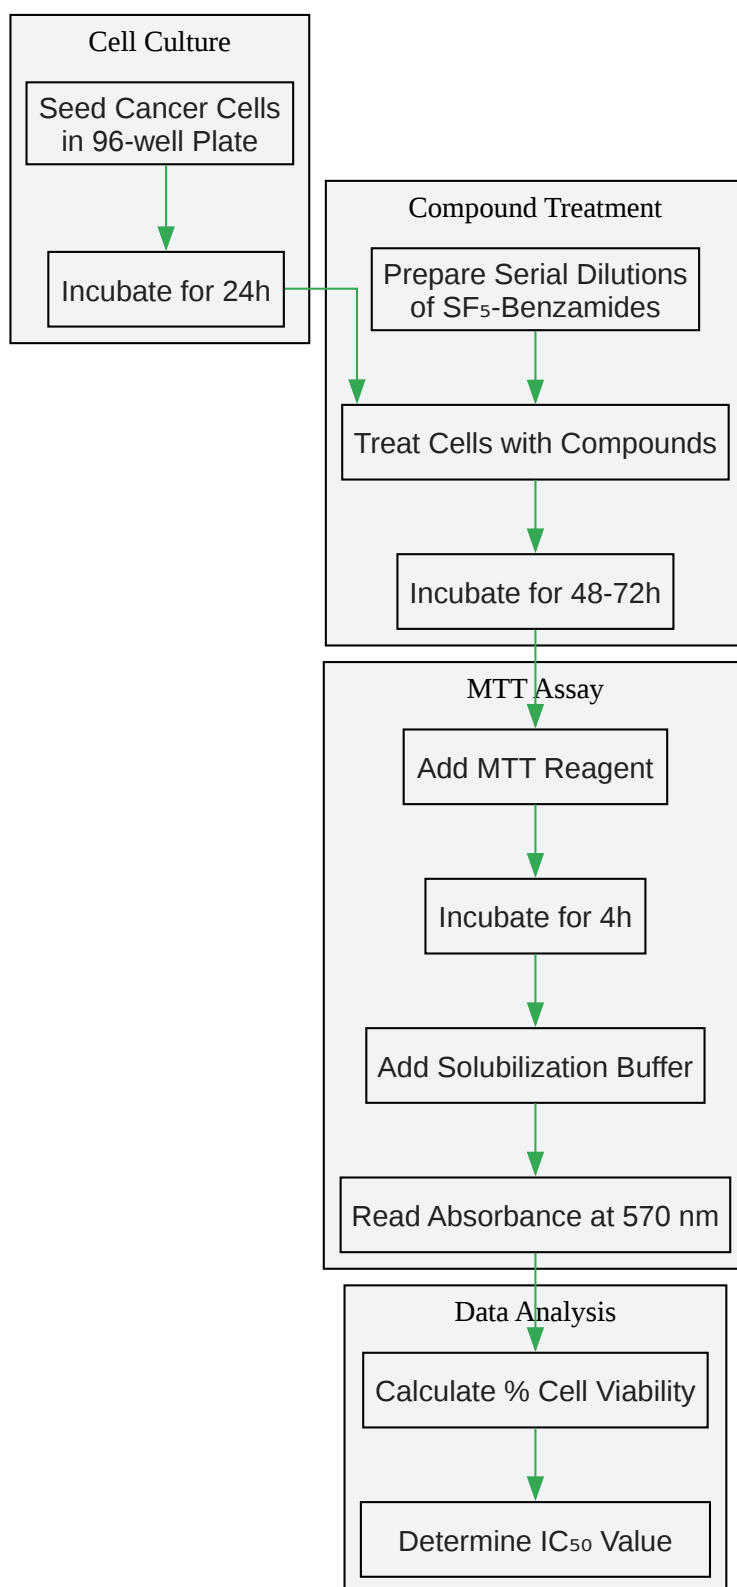 Cell Culture
Seed Cancer Cells
in 96-well Plate
Incubate for 24h
Compound Treatment
Prepare Serial Dilutions
of SF₅-Benzamides
Treat Cells with Compounds
Incubate for 48-72h
MTT Assay
Add MTT Reagent
Incubate for 4h
Add Solubilization Buffer
Read Absorbance at 570 nm
Data Analysis
Calculate % Cell Viability
Determine IC₅₀ Value